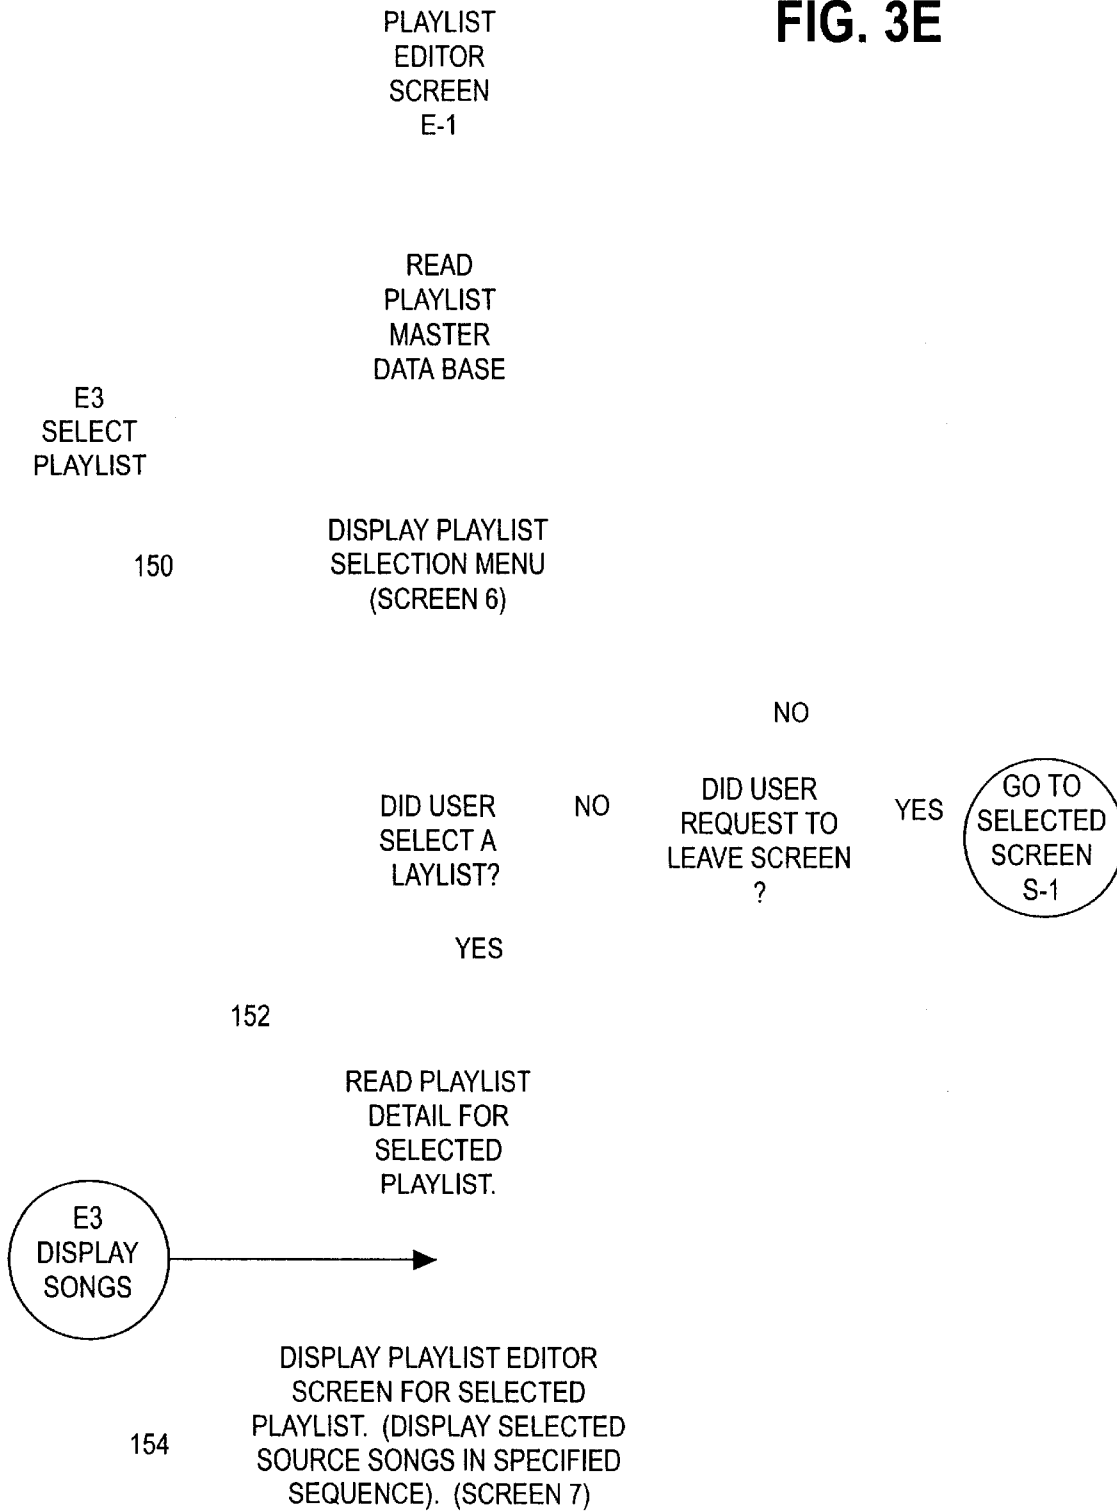 FIG. 3E
PLAYLIST
EDITOR
SCREEN
E-1
READ
PLAYLIST
MASTER
DATA BASE
E3
SELECT
PLAYLIST
150
DISPLAY PLAYLIST
SELECTION MENU
(SCREEN 6)
NO
DID USER
SELECT A
LAYLIST?
NO
DID USER
REQUEST TO
LEAVE SCREEN
?
YES
GO TO
SELECTED
SCREEN
S-1
YES
152
READ PLAYLIST
DETAIL FOR
SELECTED
PLAYLIST.
E3
DISPLAY
SONGS
154
DISPLAY PLAYLIST EDITOR
SCREEN FOR SELECTED
PLAYLIST. (DISPLAY SELECTED
SOURCE SONGS IN SPECIFIED
SEQUENCE). (SCREEN 7)